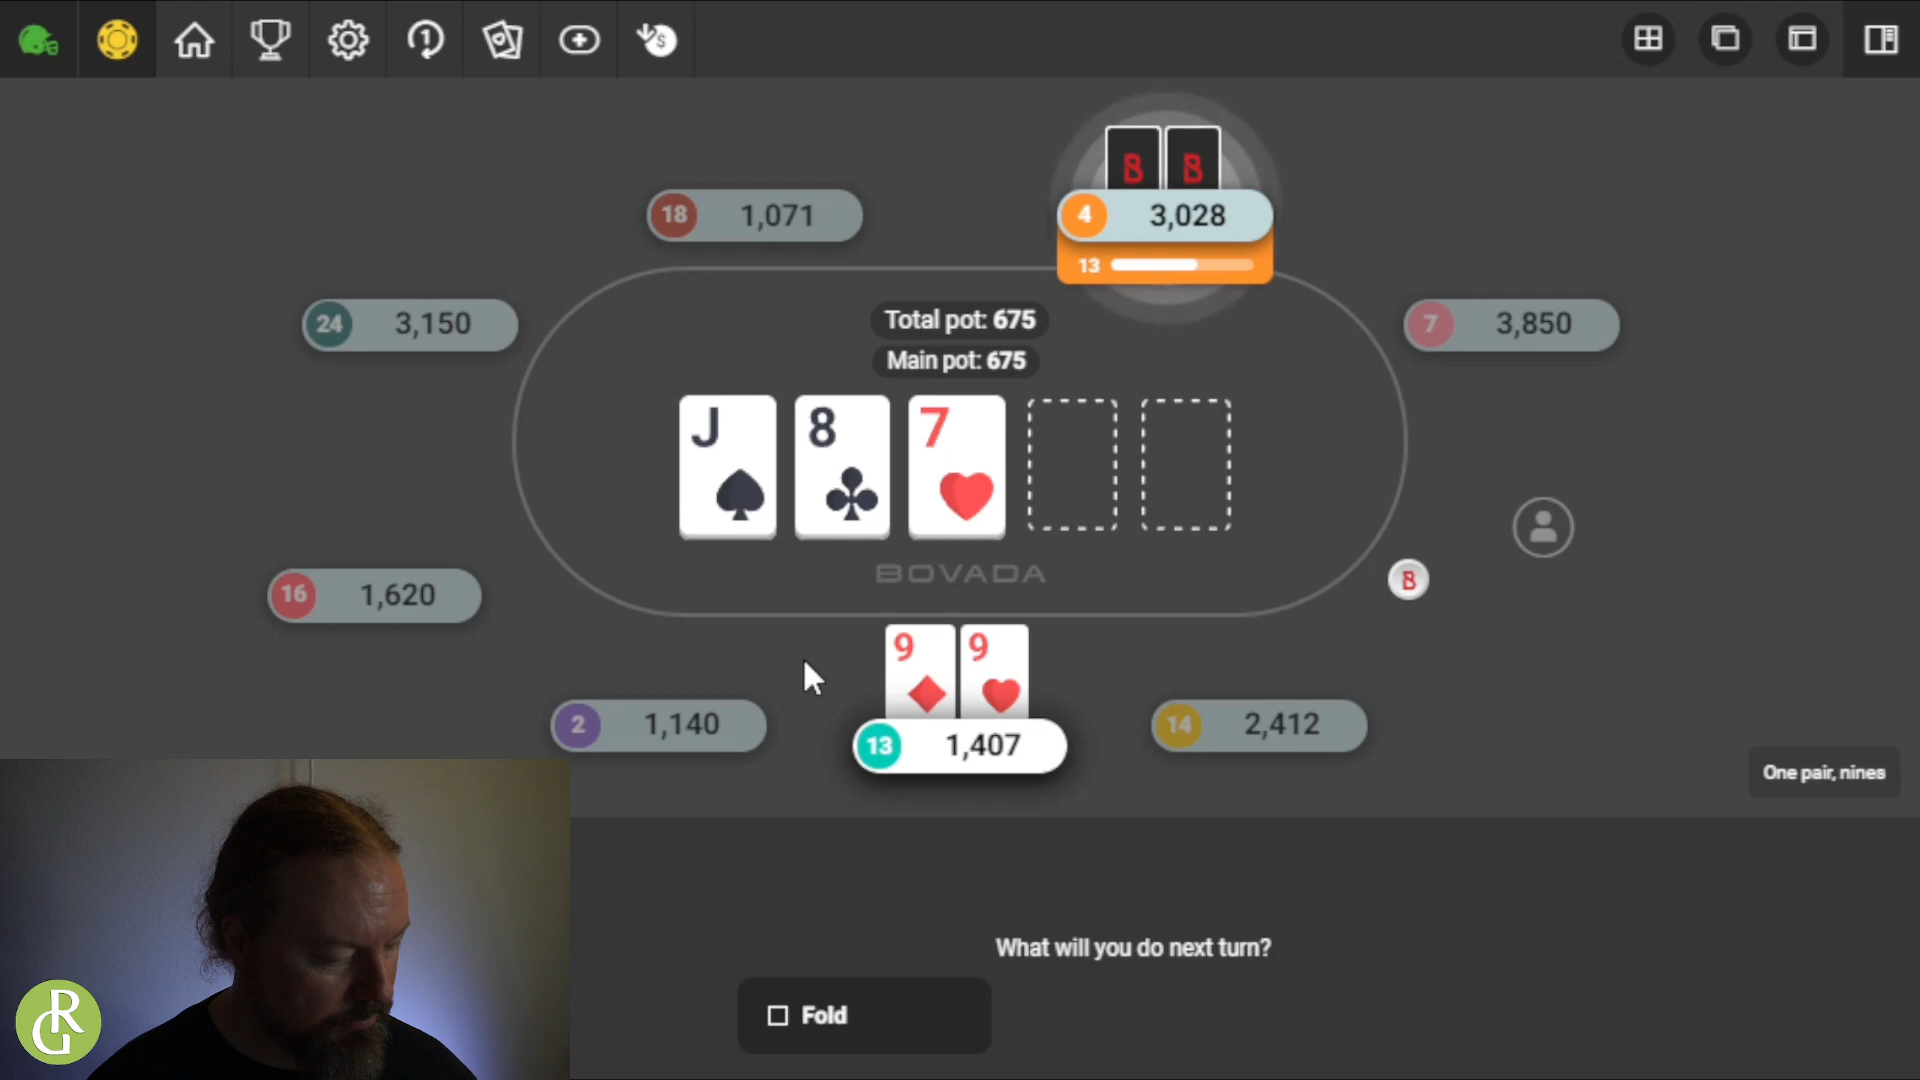 1
$
B B
18 1,071
4 3,028
13
24 3,150
7 3,850
Total pot: 675
Main pot: 675
J 8 7
BOVADA
B
16 1,620
9 9
2 1,140
13 1,407
14 2,412
One pair, nines
What will you do next turn?
Fold
RG